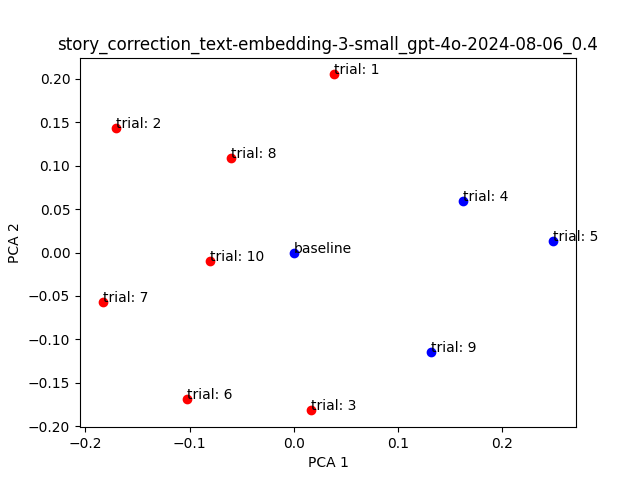 story_correction_text-embedding-3-small_gpt-4o-2024-08-06_0.4
0.20
0.15
0.10
0.05
0.00
−0.05
−0.10
−0.15
−0.20
PCA 2
trial: 1
trial: 2
trial: 8
trial: 4
trial: 5
baseline
trial: 10
trial: 7
trial: 9
trial: 6
trial: 3
−0.2
−0.1
0.0
0.1
0.2
PCA 1